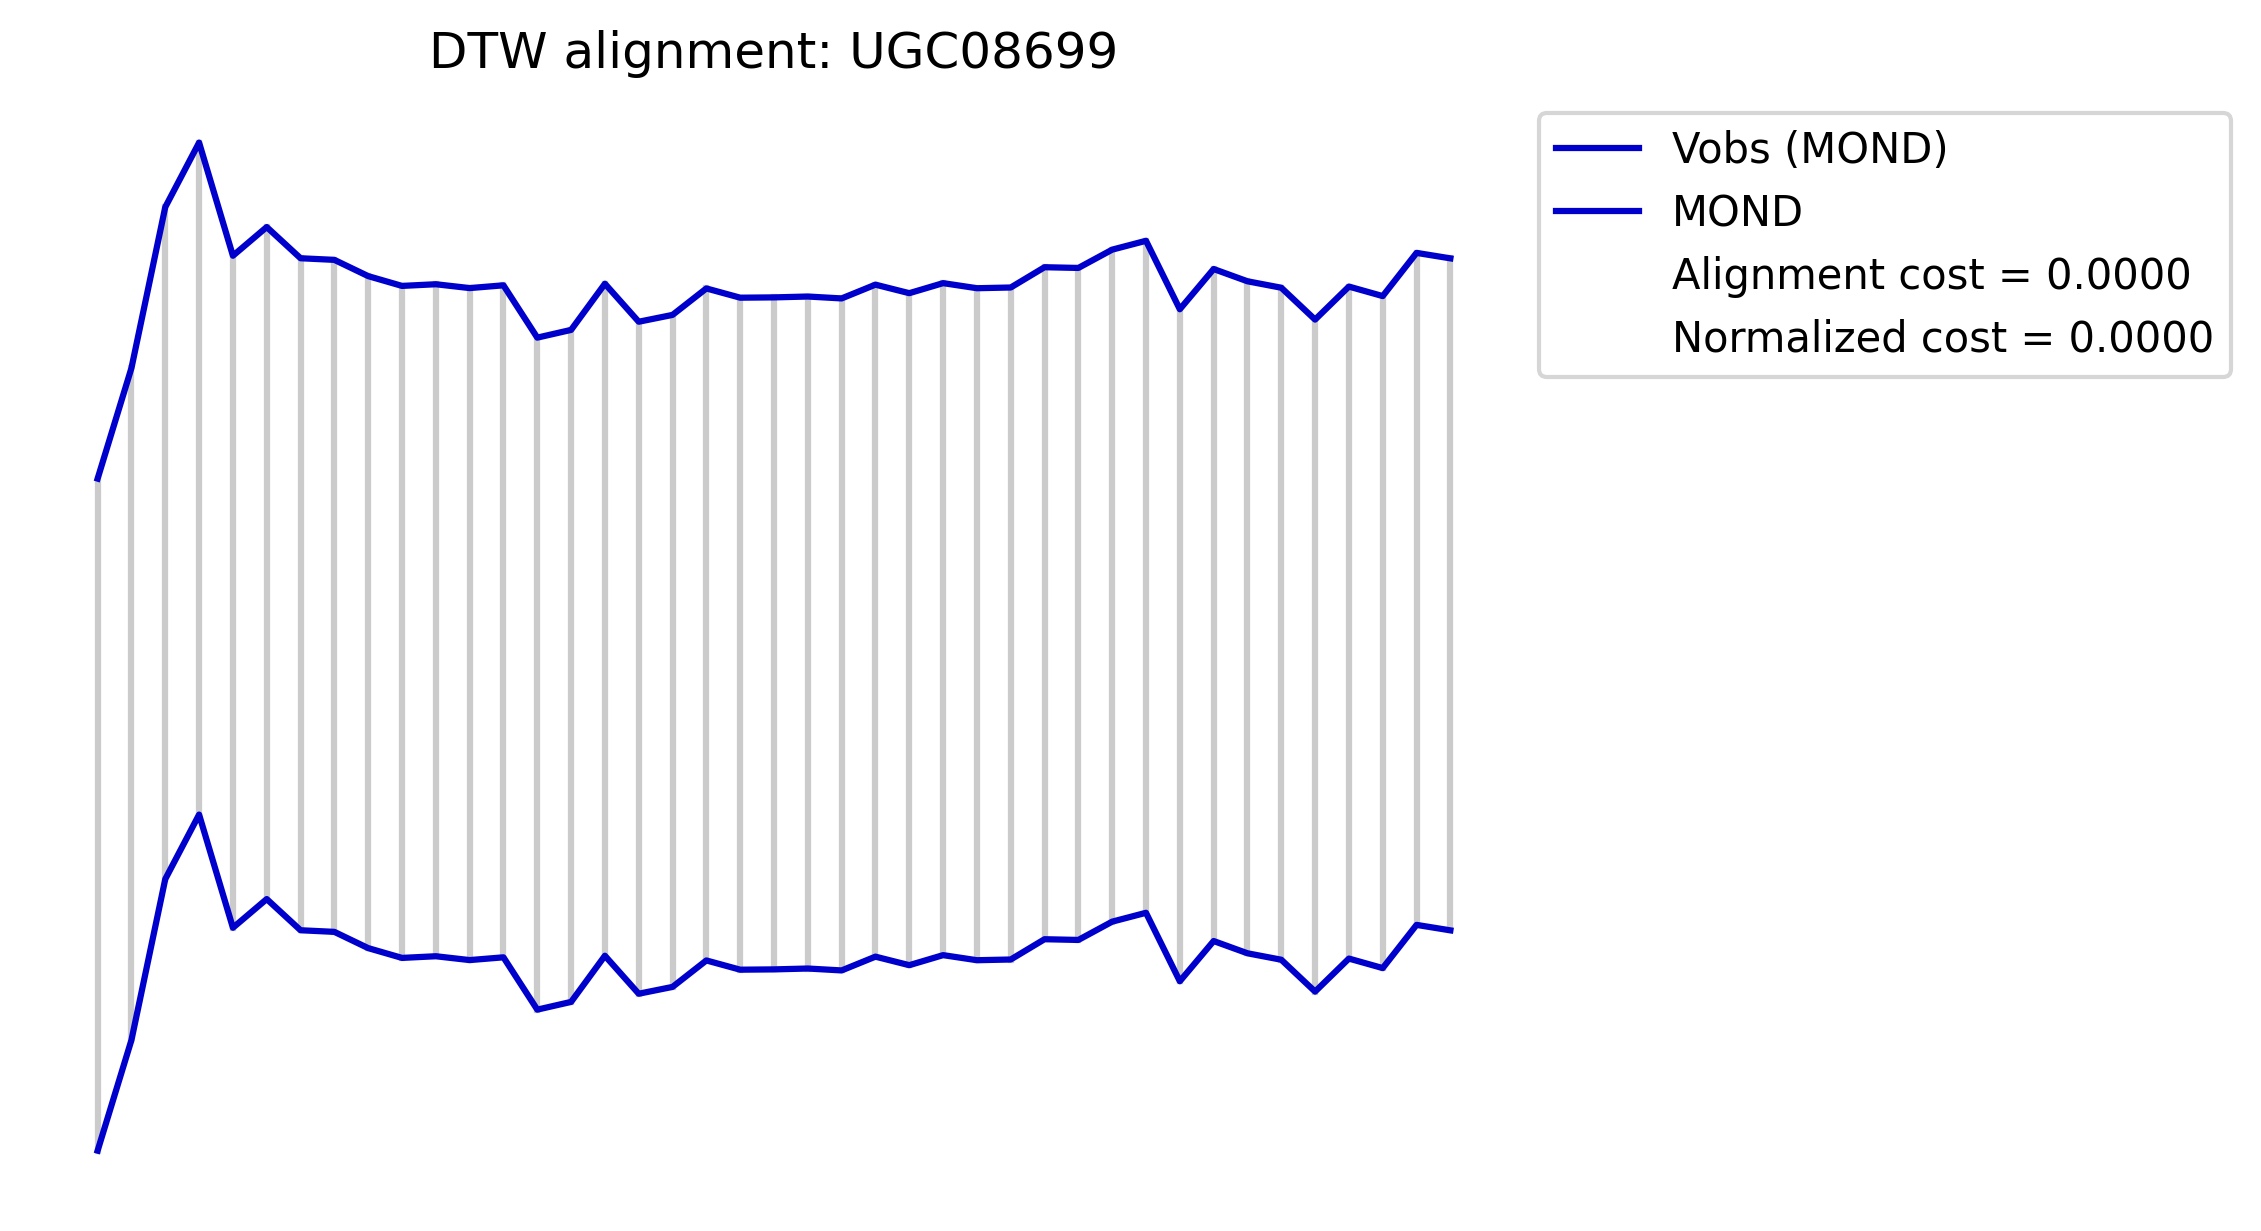 DTW alignment: UGC08699
Vobs (MOND)
MOND
Alignment cost = 0.0000
Normalized cost = 0.0000